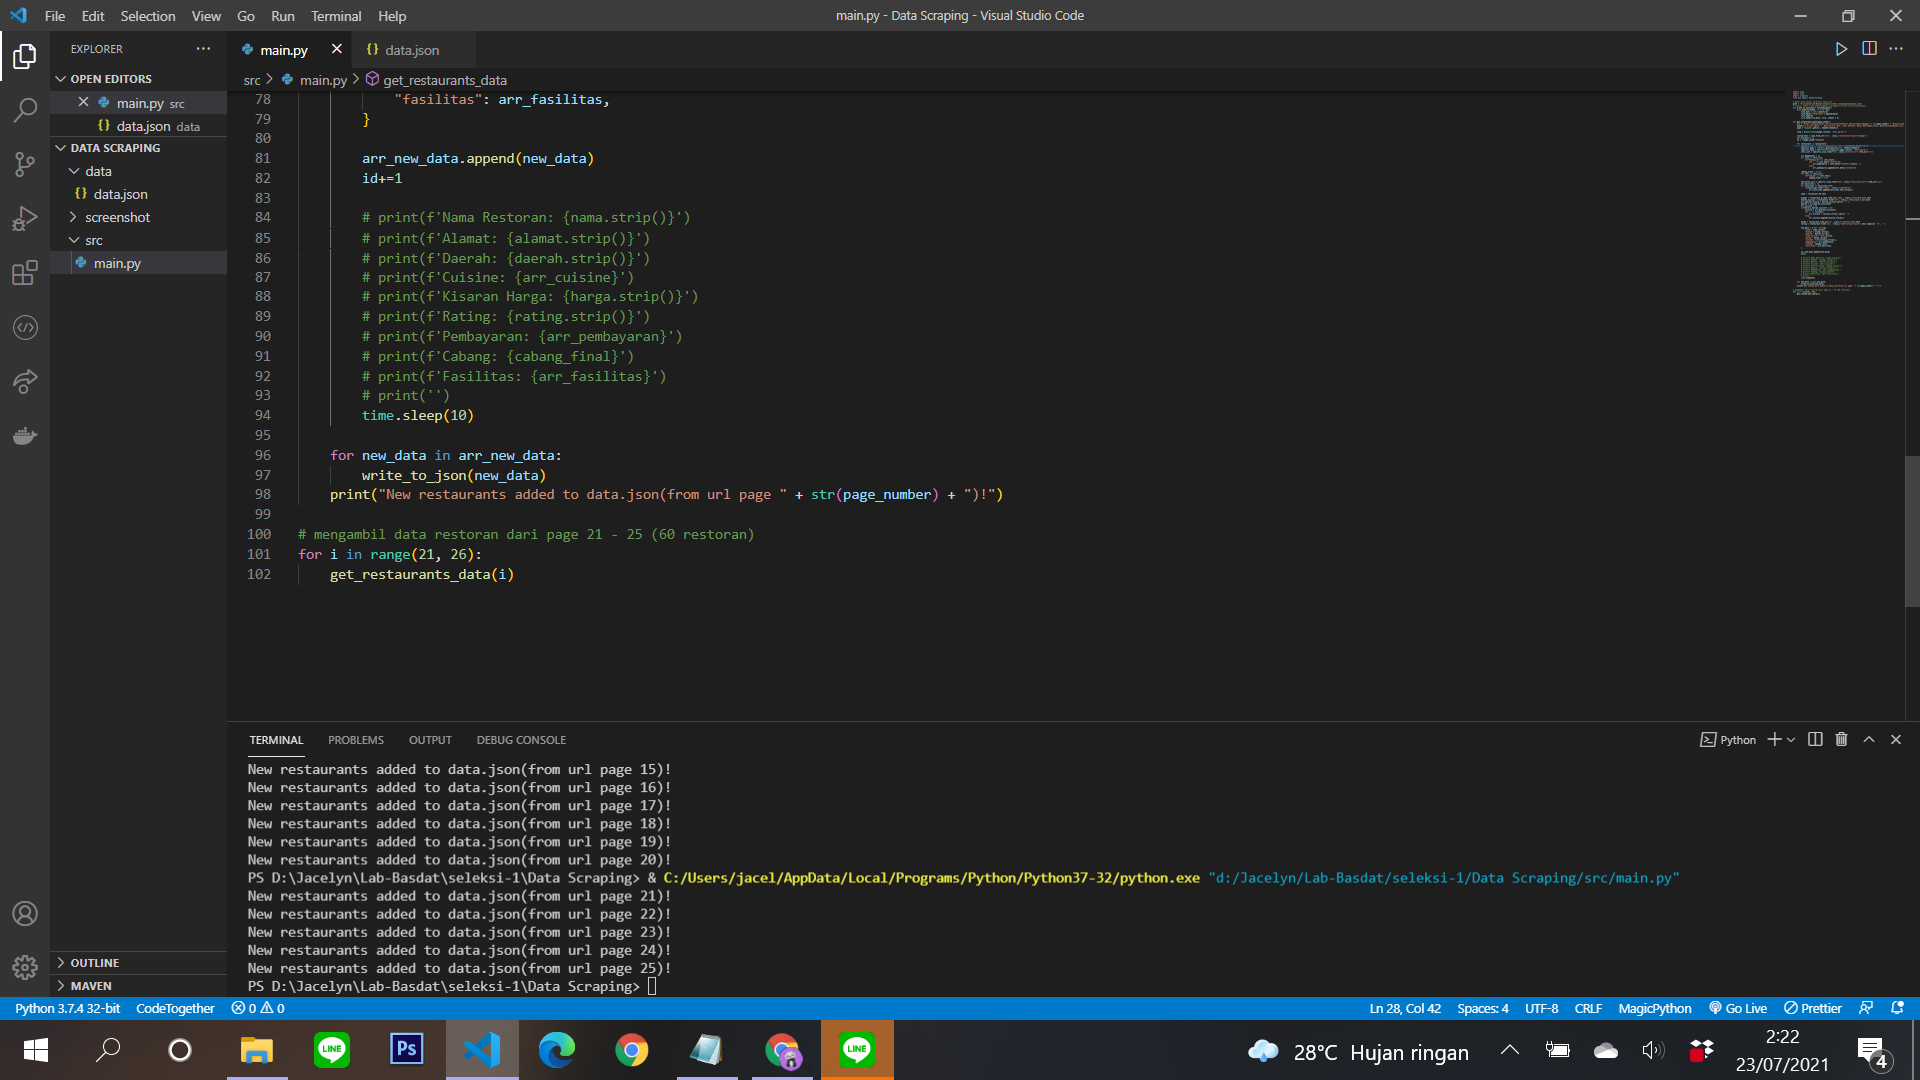 File Edit Selection View Go Run Terminal Help
main.py - Data Scraping - Visual Studio Code
EXPLORER
OPEN EDITORS
main.py src
data.json data
DATA SCRAPING
data
data.json
screenshot
src
main.py
OUTLINE
MAVEN
main.py
data.json
src > main.py > get_restaurants_data
78 "fasilitas": arr_fasilitas,
79 }
80
81 arr_new_data.append(new_data)
82 id+=1
83
84 # print(f'Nama Restoran: {nama.strip()}')
85 # print(f'Alamat: {alamat.strip()}')
86 # print(f'Daerah: {daerah.strip()}')
87 # print(f'Cuisine: {arr_cuisine}')
88 # print(f'Kisaran Harga: {harga.strip()}')
89 # print(f'Rating: {rating.strip()}')
90 # print(f'Pembayaran: {arr_pembayaran}')
91 # print(f'Cabang: {cabang_final}')
92 # print(f'Fasilitas: {arr_fasilitas}')
93 # print('')
94 time.sleep(10)
95
96 for new_data in arr_new_data:
97 write_to_json(new_data)
98 print("New restaurants added to data.json(from url page " + str(page_number) + ")!")
99
100 # mengambil data restoran dari page 21 - 25 (60 restoran)
101 for i in range(21, 26):
102 get_restaurants_data(i)
TERMINAL PROBLEMS OUTPUT DEBUG CONSOLE
Python
New restaurants added to data.json(from url page 15)!
New restaurants added to data.json(from url page 16)!
New restaurants added to data.json(from url page 17)!
New restaurants added to data.json(from url page 18)!
New restaurants added to data.json(from url page 19)!
New restaurants added to data.json(from url page 20)!
PS D:\Jacelyn\Lab-Basdat\seleksi-1\Data Scraping> & C:/Users/jacel/AppData/Local/Programs/Python/Python37-32/python.exe "d:/Jacelyn/Lab-Basdat/seleksi-1/Data Scraping/src/main.py"
New restaurants added to data.json(from url page 21)!
New restaurants added to data.json(from url page 22)!
New restaurants added to data.json(from url page 23)!
New restaurants added to data.json(from url page 24)!
New restaurants added to data.json(from url page 25)!
PS D:\Jacelyn\Lab-Basdat\seleksi-1\Data Scraping>
Python 3.7.4 32-bit CodeTogether 0 0 Ln 28, Col 42 Spaces: 4 UTF-8 CRLF MagicPython Go Live Prettier
LINE
Ps
LINE
28°C Hujan ringan
2:22
23/07/2021
4